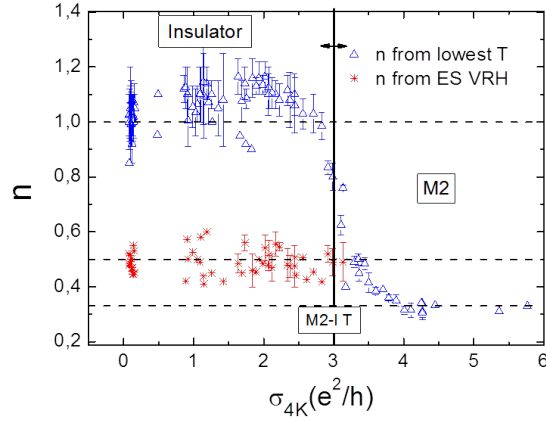 Insulator
n from lowest T
n from ES VRH
M2
M2-I T
n
1,4
1,2
1,0
0,8
0,6
0,4
0,2
0 1 2 3 4 5 6
σ4K(e²/h)